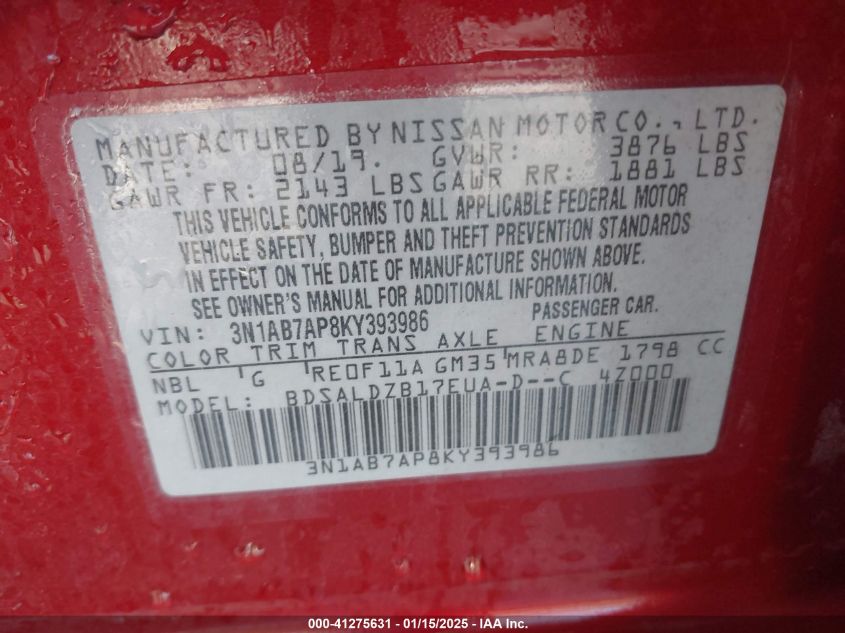 MANUFACTURED BY NISSAN MOTOR CO., LTD.
DATE: 08/19. GVWR: 3876 LBS
GAWR FR: 2143 LBS GAWR RR: 1881 LBS
THIS VEHICLE CONFORMS TO ALL APPLICABLE FEDERAL MOTOR
VEHICLE SAFETY, BUMPER AND THEFT PREVENTION STANDARDS
IN EFFECT ON THE DATE OF MANUFACTURE SHOWN ABOVE.
SEE OWNER'S MANUAL FOR ADDITIONAL INFORMATION.
VIN: 3N1AB7AP8KY393986 PASSENGER CAR.
COLOR TRIM TRANS AXLE ENGINE
NBL G RE0F11A GM35 MRA8DE 1798 CC
MODEL: BDSALDZB17EUA-D--C 4Z000
3N1AB7AP8KY393986
000-41275631 - 01/15/2025 - IAA Inc.